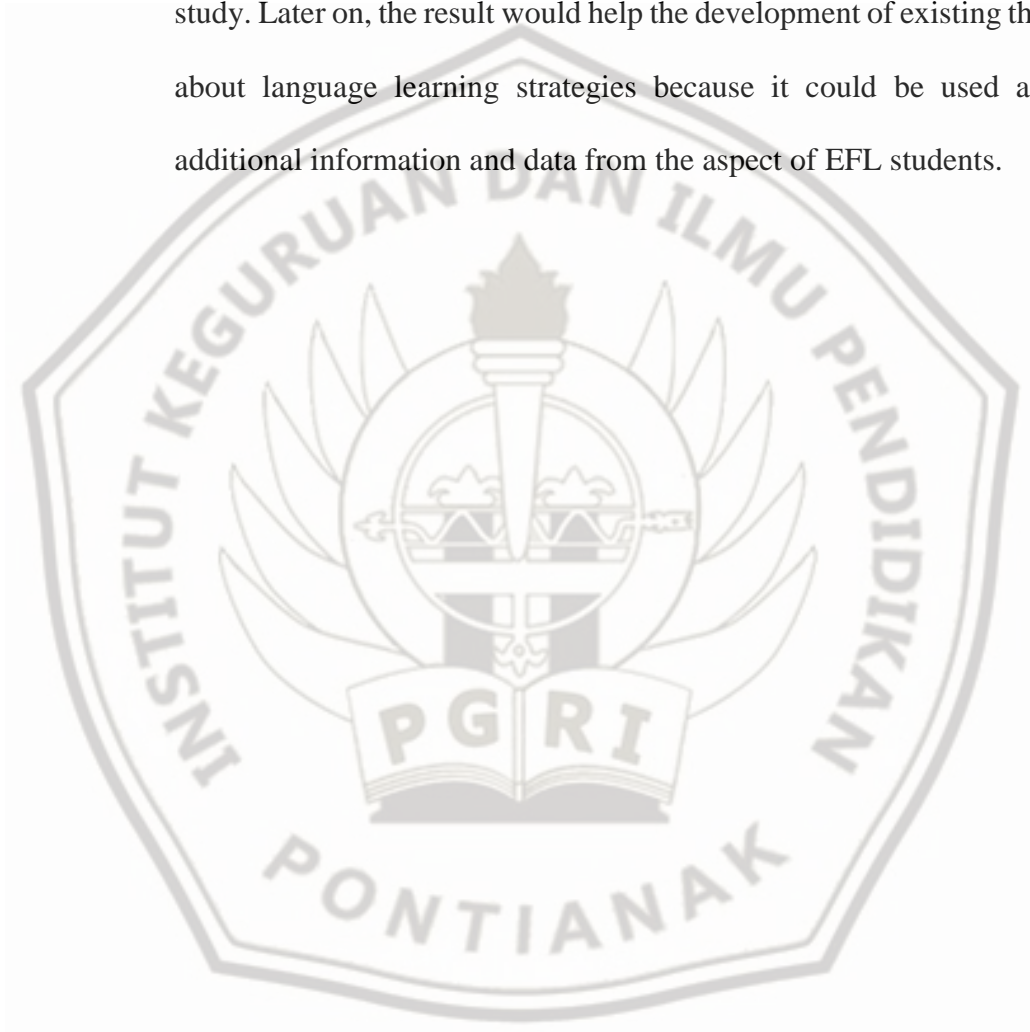 study. Later on, the result would help the development of existing th
about language learning strategies because it could be used a
additional information and data from the aspect of EFL students.
INSTITUT KEGURUAN DAN ILMU PENDIDIKAN
PGRI
PONTIANAK